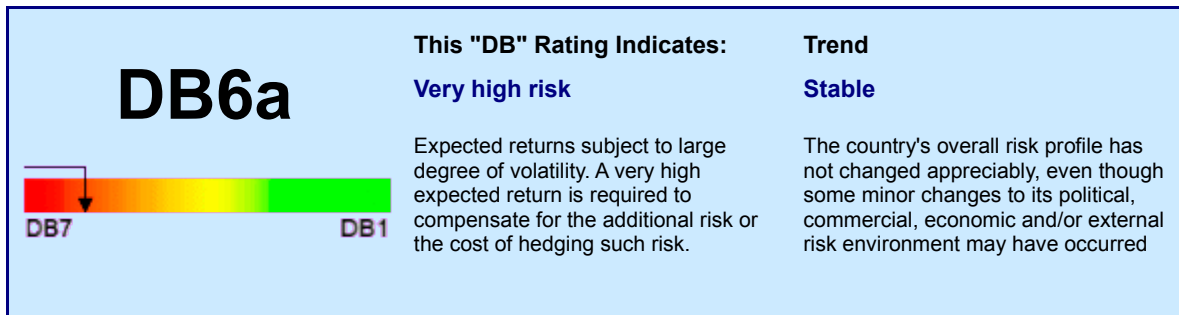 DB6a
DB7
DB1
This "DB" Rating Indicates:
Very high risk
Expected returns subject to large
degree of volatility. A very high
expected return is required to
compensate for the additional risk or
the cost of hedging such risk.
Trend
Stable
The country's overall risk profile has
not changed appreciably, even though
some minor changes to its political,
commercial, economic and/or external
risk environment may have occurred